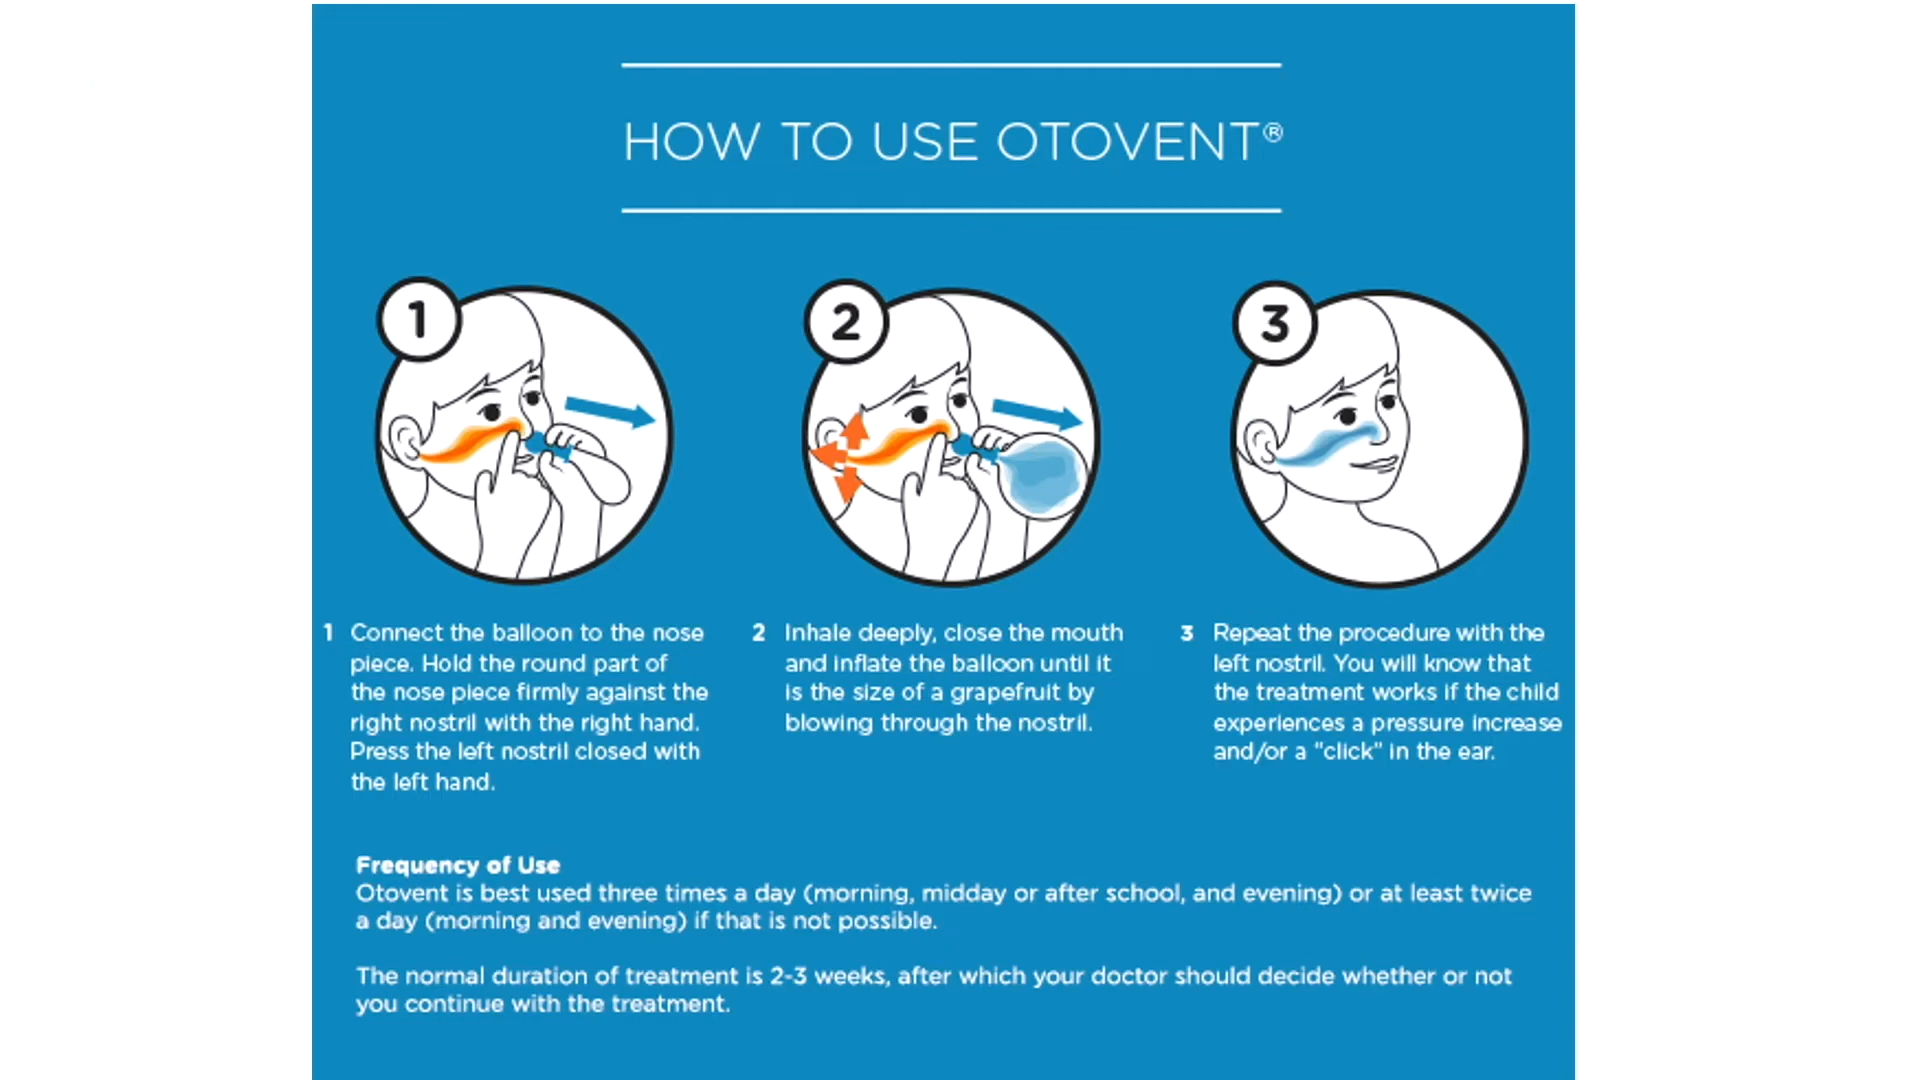 HOW TO USE OTOVENT®
1
2
3
1 Connect the balloon to the nose
piece. Hold the round part of
the nose piece firmly against the
right nostril with the right hand.
Press the left nostril closed with
the left hand.
2 Inhale deeply, close the mouth
and inflate the balloon until it
is the size of a grapefruit by
blowing through the nostril.
3 Repeat the procedure with the
left nostril. You will know that
the treatment works if the child
experiences a pressure increase
and/or a "click" in the ear.
Frequency of Use
Otovent is best used three times a day (morning, midday or after school, and evening) or at least twice
a day (morning and evening) if that is not possible.
The normal duration of treatment is 2-3 weeks, after which your doctor should decide whether or not
you continue with the treatment.